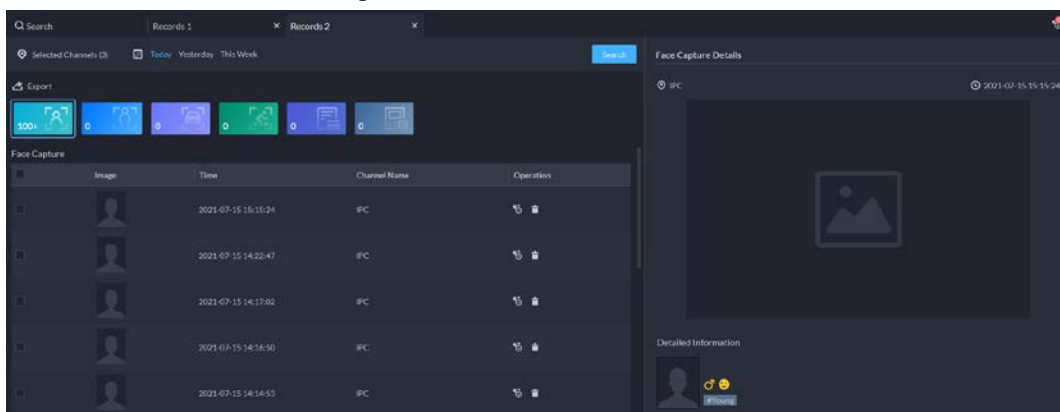 Search
Records 1 ×
Records 2 ×
Selected Channels (3)
Today Yesterday This Week
Search
Export
100+ 0 0 0 0 0
Face Capture
Image Time Channel Name Operation
2021-07-15 15:15:24 IPC
2021-07-15 14:22:47 IPC
2021-07-15 14:17:02 IPC
2021-07-15 14:16:50 IPC
2021-07-15 14:14:53 IPC
Face Capture Details
IPC 2021-07-15 15:15:24
Detailed Information
#Young